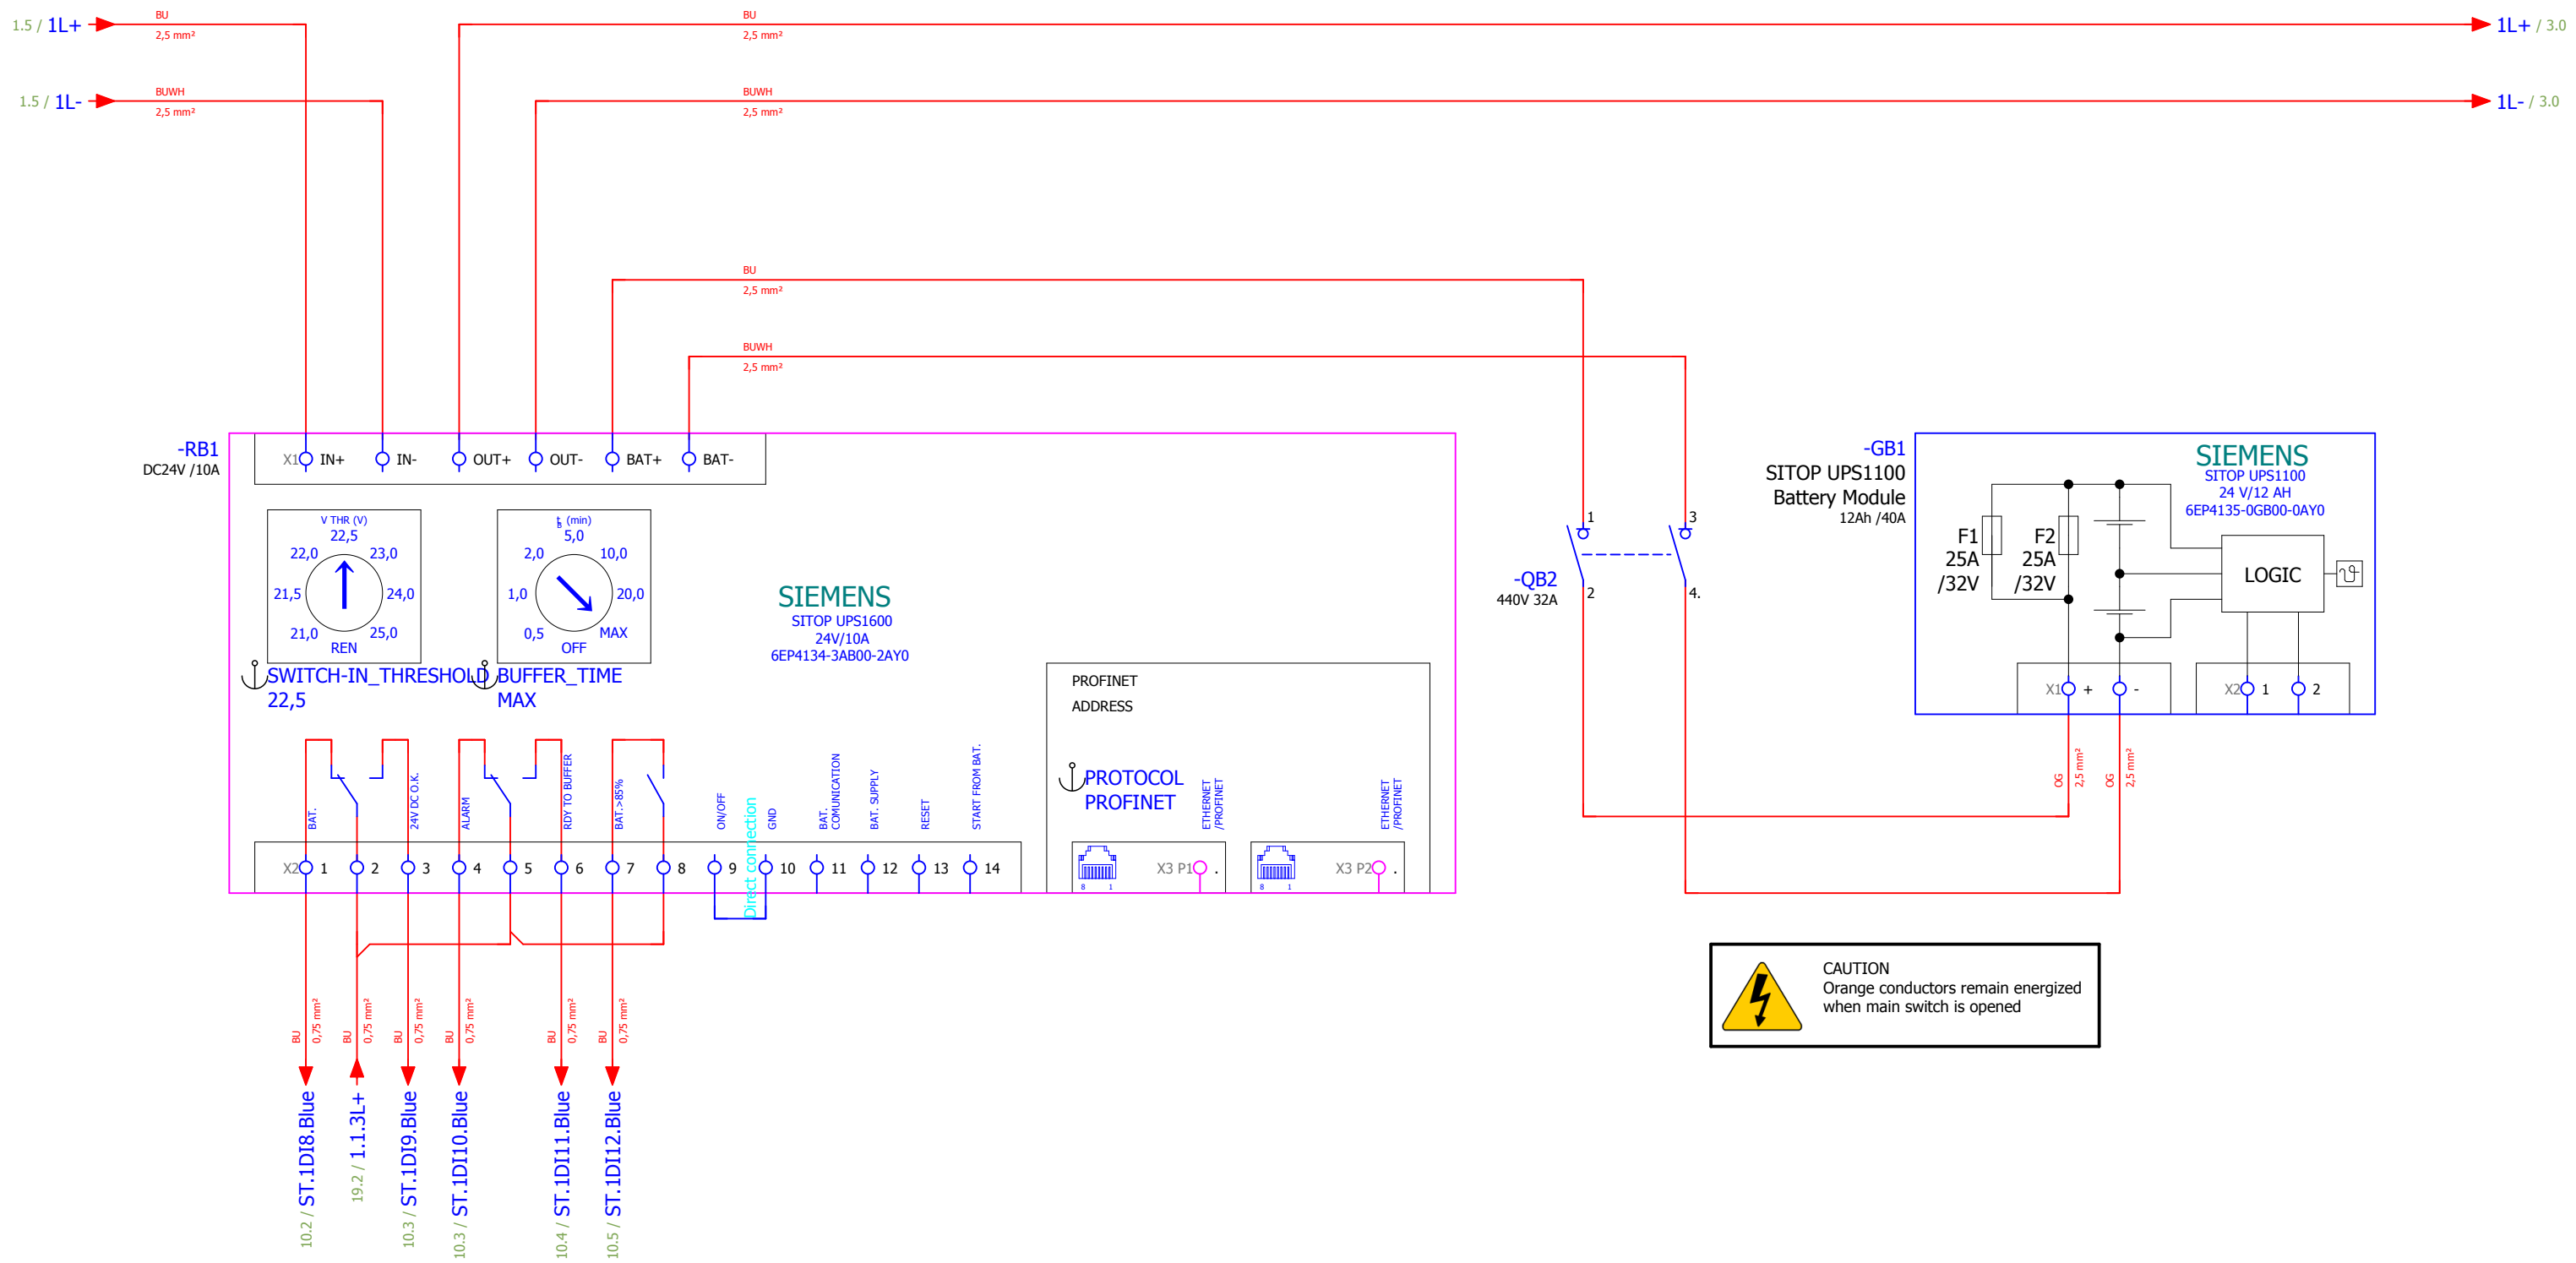 1.5 / 1L+
BU
2,5 mm²
BU
2,5 mm²
1L+ / 3.0
1.5 / 1L-
BUWH
2,5 mm²
BUWH
2,5 mm²
1L- / 3.0
BU
2,5 mm²
BUWH
2,5 mm²
-RB1
DC24V /10A
X1 IN+ IN- OUT+ OUT- BAT+ BAT-
V THR (V)
22,5
22,0 23,0
21,5 24,0
21,0 25,0
REN
SWITCH-IN_THRESHOLD
22,5
tB (min)
5,0
2,0 10,0
1,0 20,0
0,5 MAX
OFF
BUFFER_TIME
MAX
SIEMENS
SITOP UPS1600
24V/10A
6EP4134-3AB00-2AY0
PROFINET
ADDRESS
PROTOCOL
PROFINET
ETHERNET
/PROFINET
ETHERNET
/PROFINET
8 1
X3 P1 .
8 1
X3 P2 .
BAT.
24V DC O.K.
ALARM
RDY TO BUFFER
BAT.>85%
ON/OFF
Direct connection
GND
BAT.
COMUNICATION
BAT. SUPPLY
RESET
START FROM BAT.
X2 1 2 3 4 5 6 7 8 9 10 11 12 13 14
BU
0,75 mm²
BU
0,75 mm²
BU
0,75 mm²
BU
0,75 mm²
BU
0,75 mm²
BU
0,75 mm²
10.2 / ST.1DI8.Blue
19.2 / 1.1.3L+
10.3 / ST.1DI9.Blue
10.3 / ST.1DI10.Blue
10.4 / ST.1DI11.Blue
10.5 / ST.1DI12.Blue
1 3
-QB2
440V 32A
2 4.
-GB1
SITOP UPS1100
Battery Module
12Ah /40A
SIEMENS
SITOP UPS1100
24 V/12 AH
6EP4135-0GB00-0AY0
F1
25A
/32V
F2
25A
/32V
LOGIC
X1 + -
X2 1 2
OG
2,5 mm²
OG
2,5 mm²
CAUTION
Orange conductors remain energized
when main switch is opened